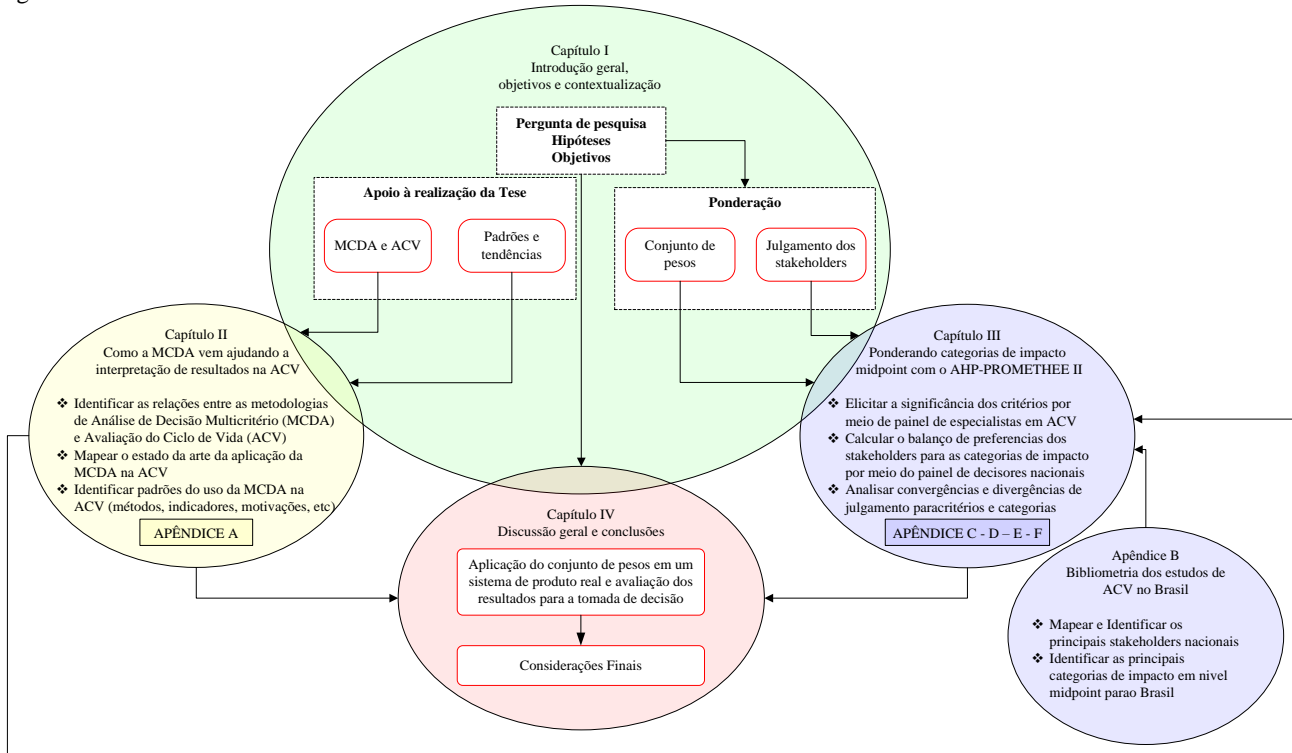 Capítulo I
Introdução geral,
objetivos e contextualização
Pergunta de pesquisa
Hipóteses
Objetivos
Apoio à realização da Tese
MCDA e ACV
Padrões e
tendências
Ponderação
Conjunto de
pesos
Julgamento dos
stakeholders
Capítulo II
Como a MCDA vem ajudando a
interpretação de resultados na ACV
❖ Identificar as relações entre as metodologias
de Análise de Decisão Multicritério (MCDA)
e Avaliação do Ciclo de Vida (ACV)
❖ Mapear o estado da arte da aplicação da
MCDA na ACV
❖ Identificar padrões do uso da MCDA na
ACV (métodos, indicadores, motivações, etc)
APÊNDICE A
Capítulo III
Ponderando categorias de impacto
midpoint com o AHP-PROMETHEE II
❖ Elicitar a significância dos critérios por
meio de painel de especialistas em ACV
❖ Calcular o balanço de preferencias dos
stakeholders para as categorias de impacto
por meio do painel de decisores nacionais
❖ Analisar convergências e divergências de
julgamento paracritérios e categorias
APÊNDICE C - D – E - F
Capítulo IV
Discussão geral e conclusões
Aplicação do conjunto de pesos em um
sistema de produto real e avaliação dos
resultados para a tomada de decisão
Considerações Finais
Apêndice B
Bibliometria dos estudos de
ACV no Brasil
❖ Mapear e Identificar os
principais stakeholders nacionais
❖ Identificar as principais
categorias de impacto em nivel
midpoint parao Brasil